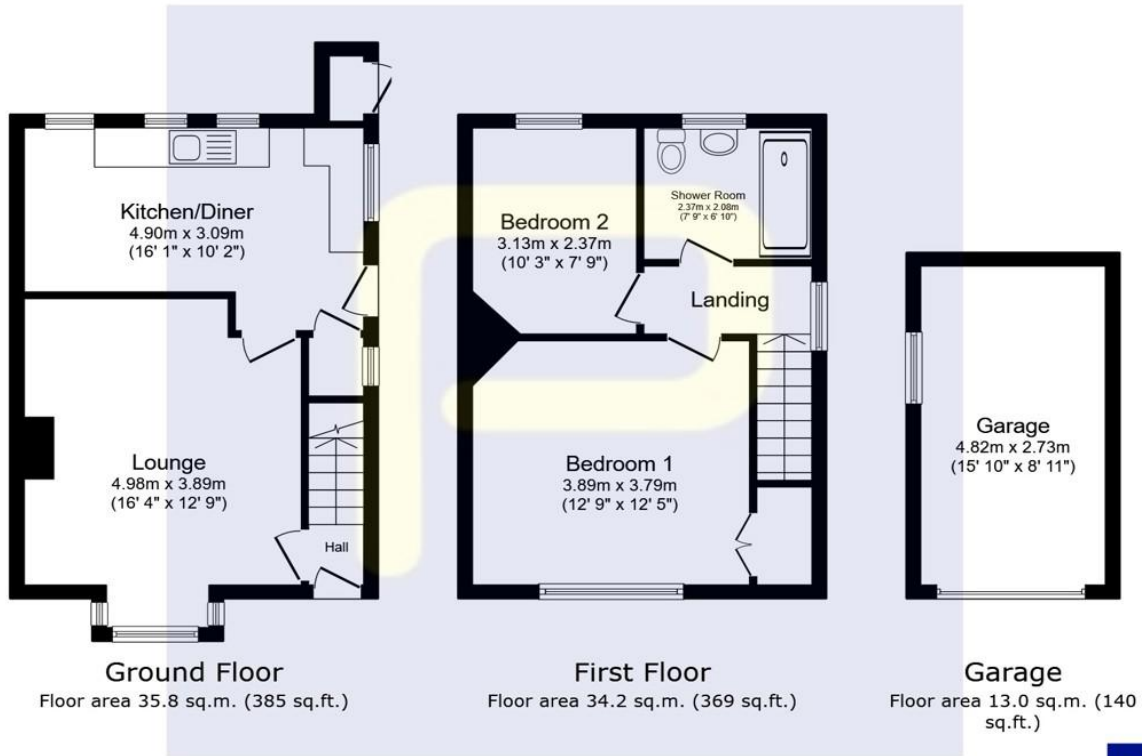 Kitchen/Diner
4.90m x 3.09m
(16' 1" x 10' 2")
Lounge
4.98m x 3.89m
(16' 4" x 12' 9")
Hall
Ground Floor
Floor area 35.8 sq.m. (385 sq.ft.)
Bedroom 2
3.13m x 2.37m
(10' 3" x 7' 9")
Shower Room
2.37m x 2.08m
(7' 9" x 6' 10")
Landing
Bedroom 1
3.89m x 3.79m
(12' 9" x 12' 5")
First Floor
Floor area 34.2 sq.m. (369 sq.ft.)
Garage
4.82m x 2.73m
(15' 10" x 8' 11")
Garage
Floor area 13.0 sq.m. (140
sq.ft.)